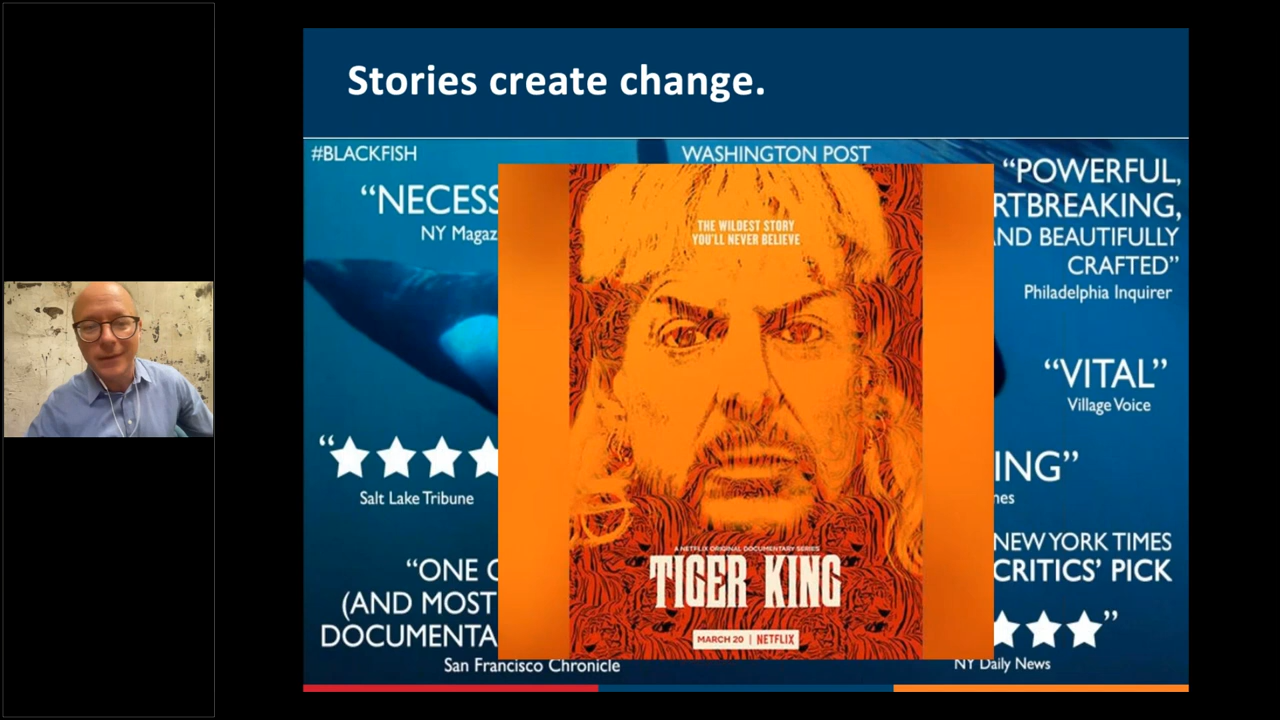 Stories create change.
#BLACKFISH
WASHINGTON POST
“NECESS
NY Magaz
“POWERFUL,
RTBREAKING,
AND BEAUTIFULLY
CRAFTED”
Philadelphia Inquirer
THE WILDEST STORY
YOU'LL NEVER BELIEVE
“VITAL”
Village Voice
“
Salt Lake Tribune
ING”
mes
“ONE O
(AND MOST
DOCUMENTA
San Francisco Chronicle
A NETFLIX ORIGINAL DOCUMENTARY SERIES
TIGER KING
MARCH 20 | NETFLIX
NEW YORK TIMES
CRITICS’ PICK
”
NY Daily News